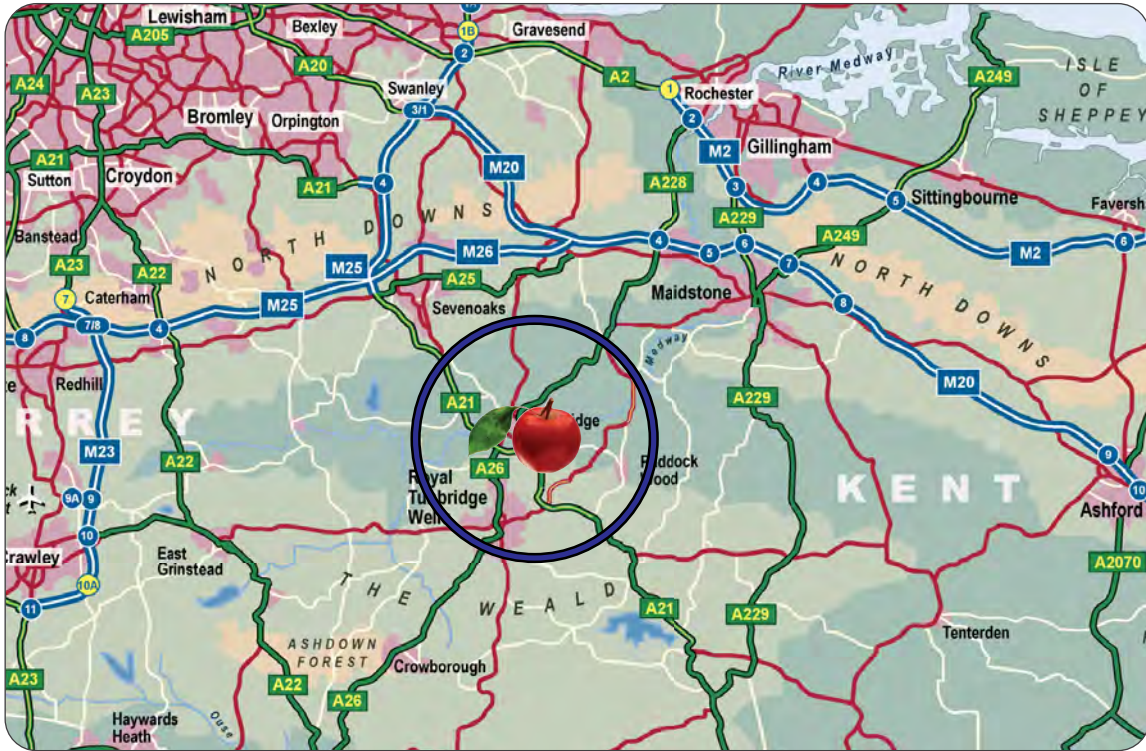 Lewisham
Bexley
1B
Gravesend
A205
2
A20
A2
River Medway
A249
ISLE
OF
SHEPPEY
A24
A23
Swanley
3/1
1
Rochester
2
Bromley
Orpington
M2
Gillingham
A21
Sutton
Croydon
A21
4
M20
A228
3
4
5
Sittingbourne
A229
Banstead
NORTH DOWNS
M26
4
5
6
A249
M2
6
A23
A22
M25
A25
7
NORTH DOWNS
7
Caterham
M25
Sevenoaks
Maidstone
8
8
7/8
4
Medway
Redhill
M20
A21
A229
RREY
M23
A22
A26
Royal
Tunbridge
Wells
Paddock
Wood
KENT
9
10
Ashford
9A
9
10
Crawley
East
Grinstead
A2070
10A
11
THE WEALD
A21
A229
Tenterden
ASHDOWN
FOREST
Crowborough
A23
A22
A26
Haywards
Heath
Ouse